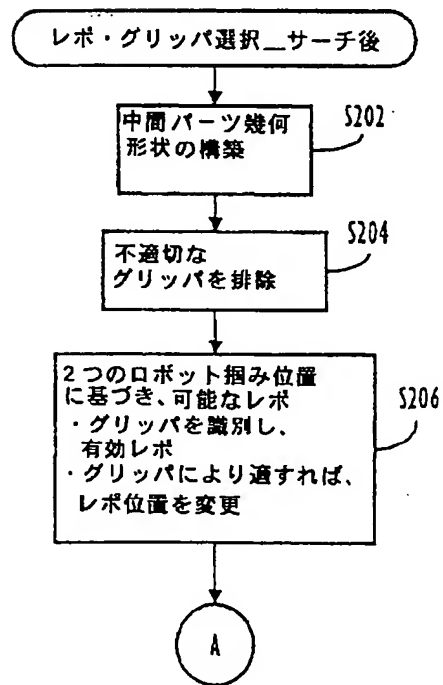 レポ・グリッパ選択__サーチ後
中間パーツ幾何
形状の構築
S202
不適切な
グリッパを排除
S204
2つのロボット掴み位置
に基づき、可能なレポ
・グリッパを識別し、
有効レポ
・グリッパにより適すれば、
レポ位置を変更
S206
A